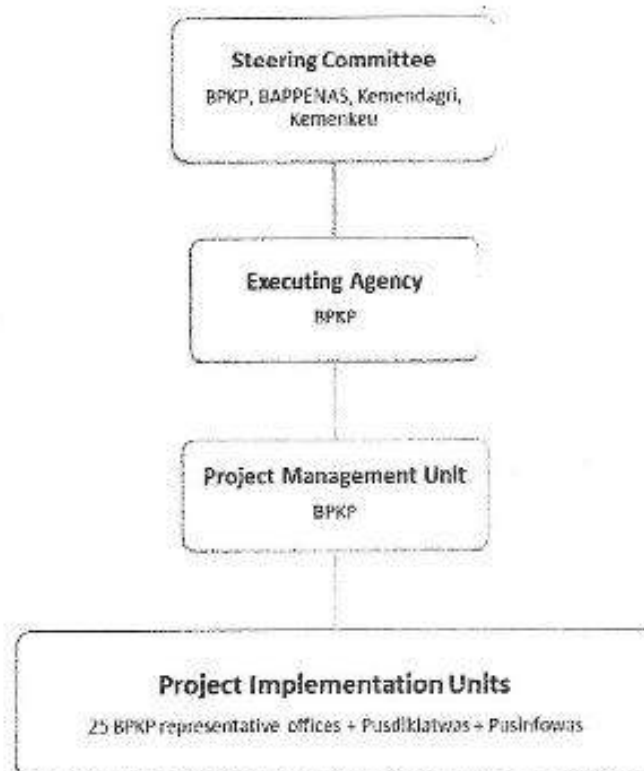 Steering Committee
BPKP, BAPPENAS, Kemendagri,
Kemenkeu
Executing Agency
BPKP
Project Management Unit
BPKP
Project Implementation Units
25 BPKP representative offices + Pusdiklatwas + Pusinfowas